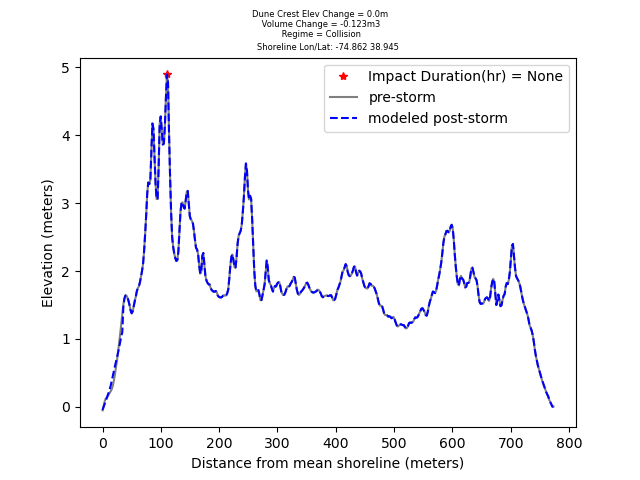 Dune Crest Elev Change = 0.0m
Volume Change = -0.123m3
Regime = Collision
Shoreline Lon/Lat: -74.862 38.945
Impact Duration(hr) = None
pre-storm
modeled post-storm
Elevation (meters)
5
4
3
2
1
0
0 100 200 300 400 500 600 700 800
Distance from mean shoreline (meters)